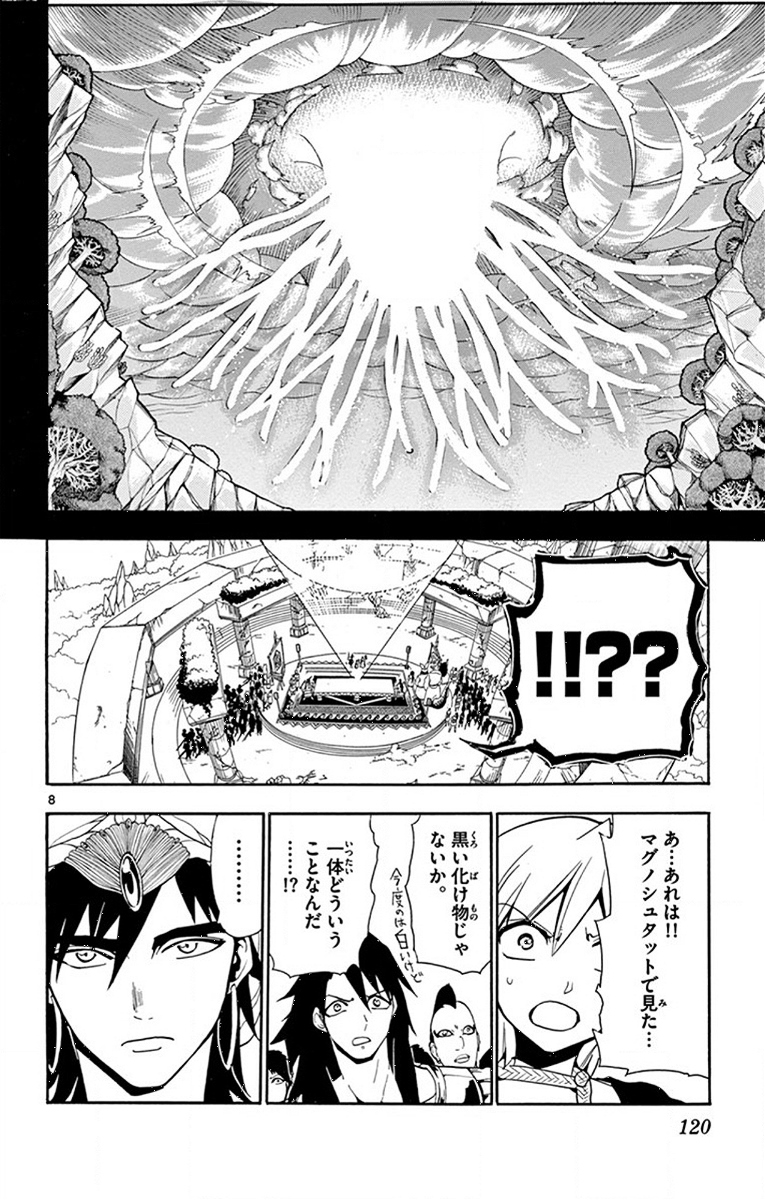 !!??
8
あ…あれは!!
マグノシュタットで見た…
黒い化け物じゃ
ないか。
今度のは白いけど
一体どういう
ことなんだ
……!?
………
120